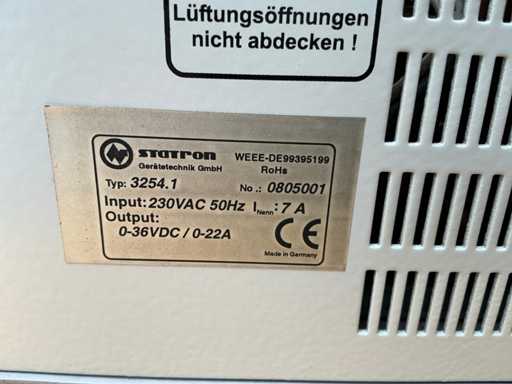 Lüftungsöffnungen
nicht abdecken !
STATRON WEEE-DE99395199
Gerätetechnik GmbH RoHs
Typ: 3254.1 No.: 0805001
Input: 230VAC 50Hz INenn: 7 A
Output:
0-36VDC / 0-22A
CE
Made in Germany